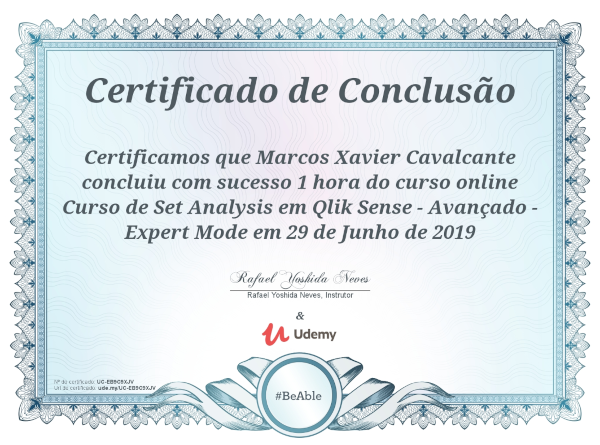 Certificado de Conclusão
Certificamos que Marcos Xavier Cavalcante
concluiu com sucesso 1 hora do curso online
Curso de Set Analysis em Qlik Sense - Avançado -
Expert Mode em 29 de Junho de 2019
Rafael Yoshida Neves
Rafael Yoshida Neves, Instrutor
&
Udemy
Nº do certificado: UC-EB9C9XJV
Url do certificado: ude.my/UC-EB9C9XJV
#BeAble